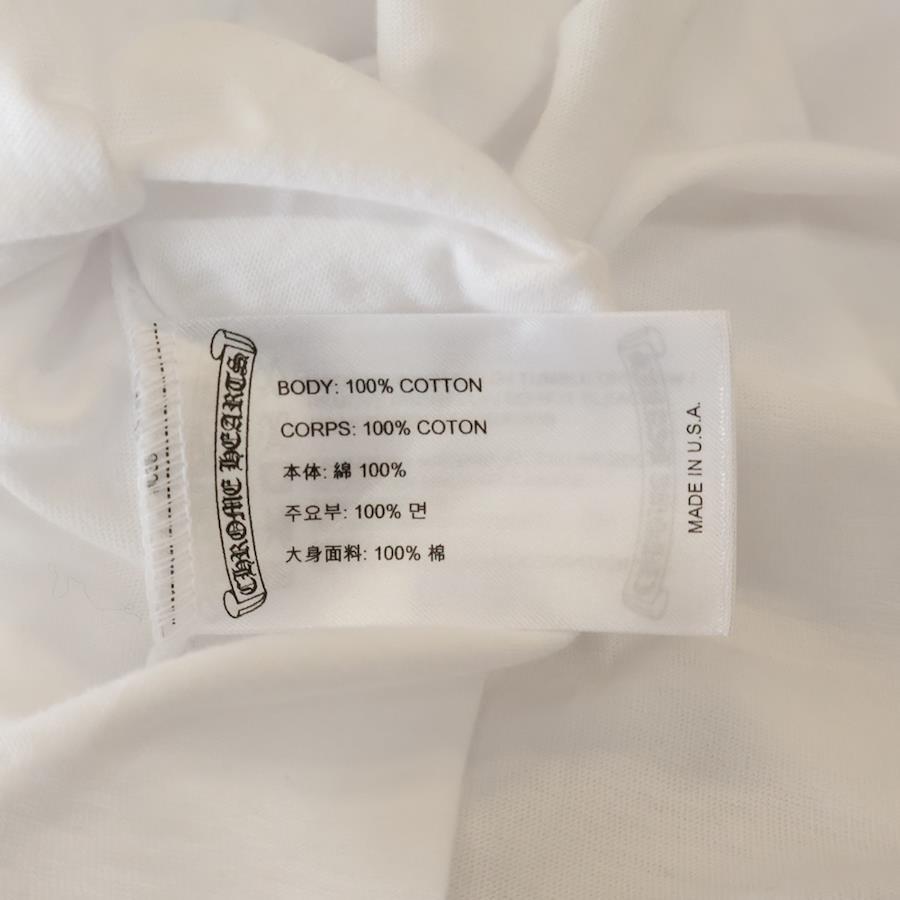 CHROME HEARTS
BODY: 100% COTTON
CORPS: 100% COTON
本体: 綿 100%
주요부: 100% 면
大身面料: 100% 棉
MADE IN U.S.A.